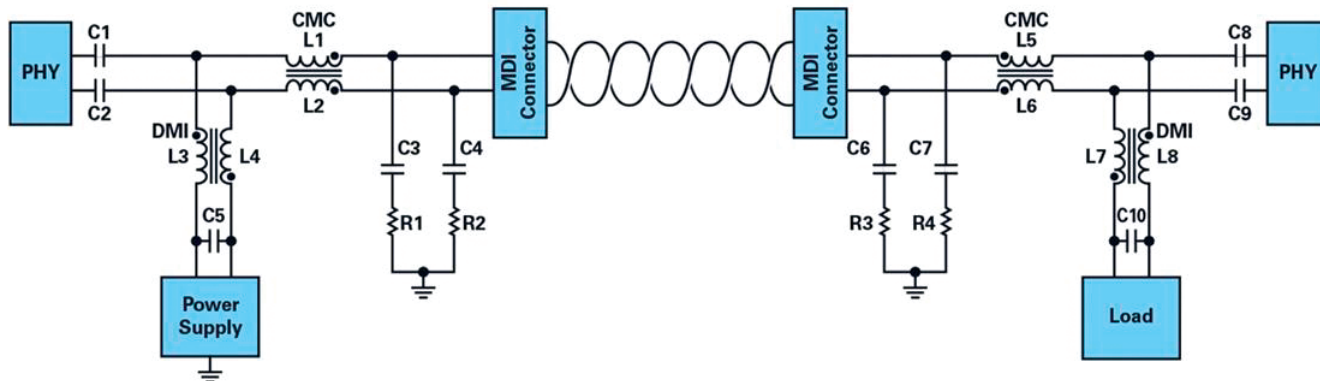 PHY
C1
C2
CMC
L1
L2
DMI
L3
L4
C5
Power
Supply
C3
C4
R1
R2
MDI
Connector
MDI
Connector
C6
C7
R3
R4
CMC
L5
L6
L7
DMI
L8
C10
Load
C8
C9
PHY